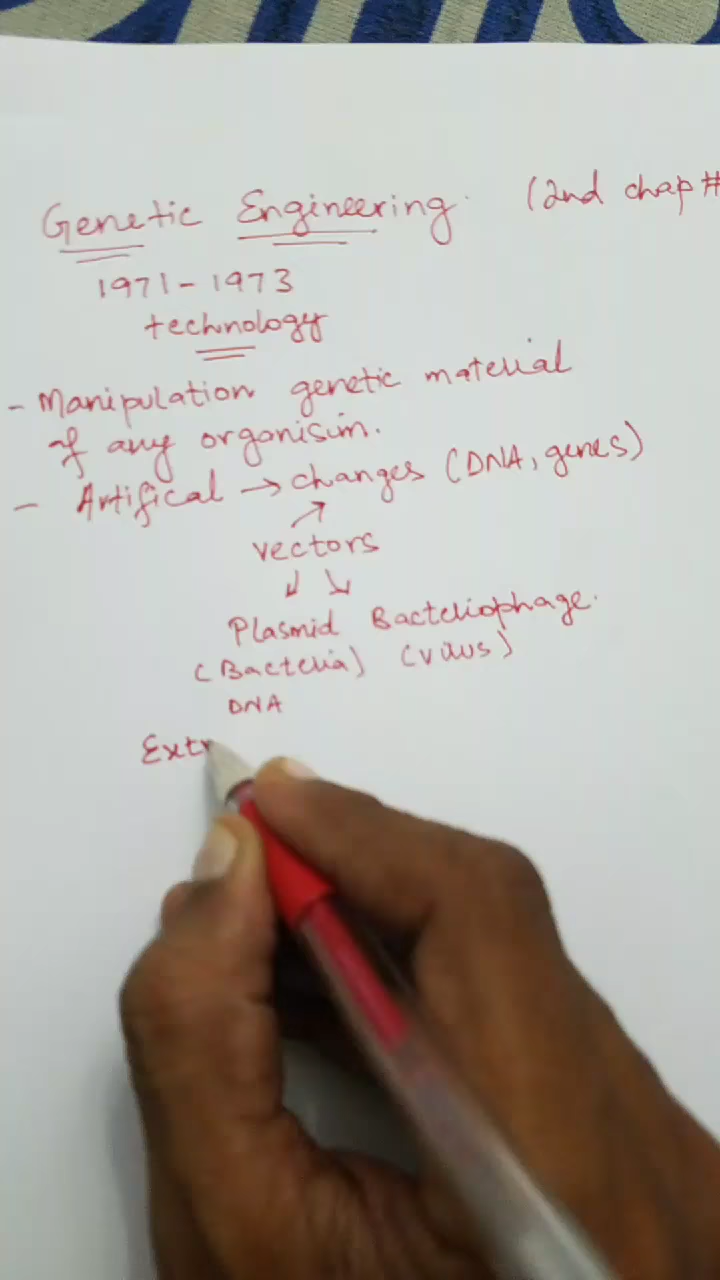 Genetic Engineering. (2nd chap #
1971-1973
technology
- Manipulation genetic material
of any organisim.
- Artifical → changes (DNA, genes)
vectors
Plasmid Bacteriophage.
(Bacteria) (virus)
DNA
Extr